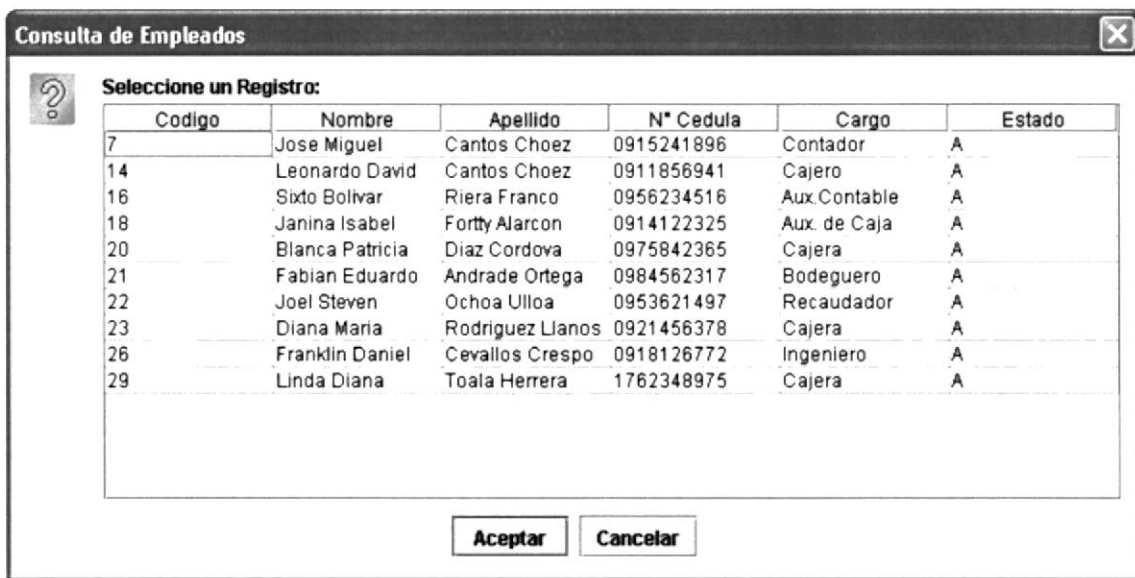 Consulta de Empleados
Seleccione un Registro:
Codigo Nombre Apellido N° Cedula Cargo Estado
7 Jose Miguel Cantos Choez 0915241896 Contador A
14 Leonardo David Cantos Choez 0911856941 Cajero A
16 Sixto Bolivar Riera Franco 0956234516 Aux.Contable A
18 Janina Isabel Fortty Alarcon 0914122325 Aux. de Caja A
20 Blanca Patricia Diaz Cordova 0975842365 Cajera A
21 Fabian Eduardo Andrade Ortega 0984562317 Bodeguero A
22 Joel Steven Ochoa Ulloa 0953621497 Recaudador A
23 Diana Maria Rodriguez Llanos 0921456378 Cajera A
26 Franklin Daniel Cevallos Crespo 0918126772 Ingeniero A
29 Linda Diana Toala Herrera 1762348975 Cajera A
Aceptar Cancelar